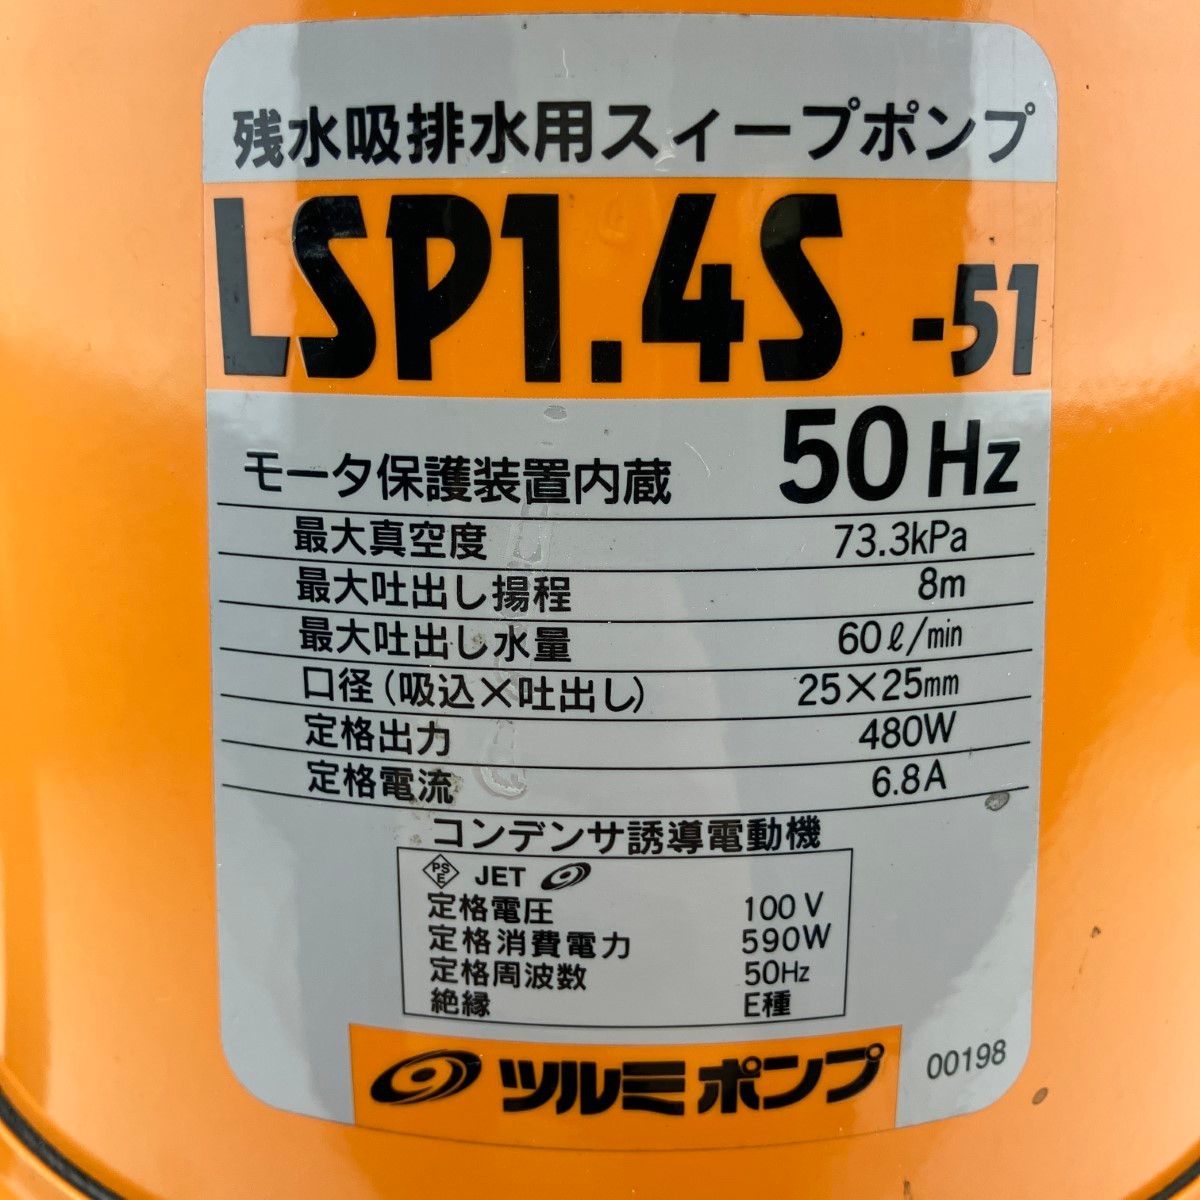 残水吸排水用スィープポンプ
LSP1.4S -51
モータ保護装置内蔵 50Hz
最大真空度 73.3kPa
最大吐出し揚程 8m
最大吐出し水量 60ℓ/min
口径(吸込×吐出し) 25×25mm
定格出力 480W
定格電流 6.8A
コンデンサ誘導電動機
PSE JET
定格電圧 100V
定格消費電力 590W
定格周波数 50Hz
絶縁 E種
ツルミポンプ
00198